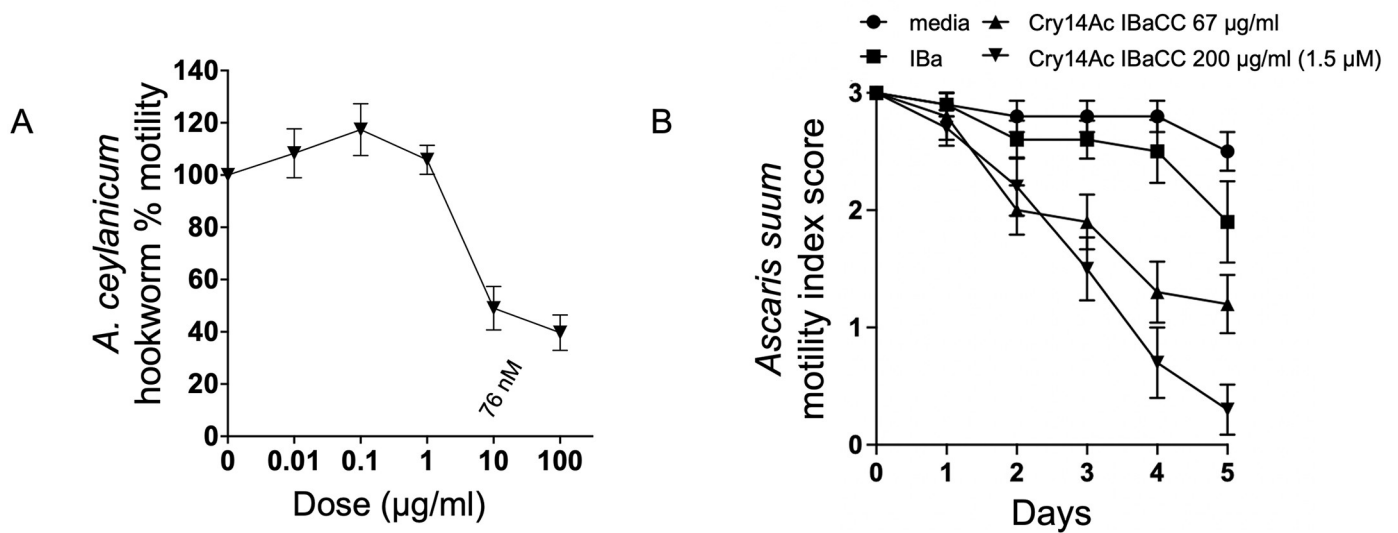 A
A. ceylanicum
hookworm % motility
140
120
100
80
60
40
20
0
76 nM
0 0.01 0.1 1 10 100
Dose (µg/ml)
B
media Cry14Ac IBaCC 67 µg/ml
IBa Cry14Ac IBaCC 200 µg/ml (1.5 µM)
Ascaris suum
motility index score
3
2
1
0
0 1 2 3 4 5
Days